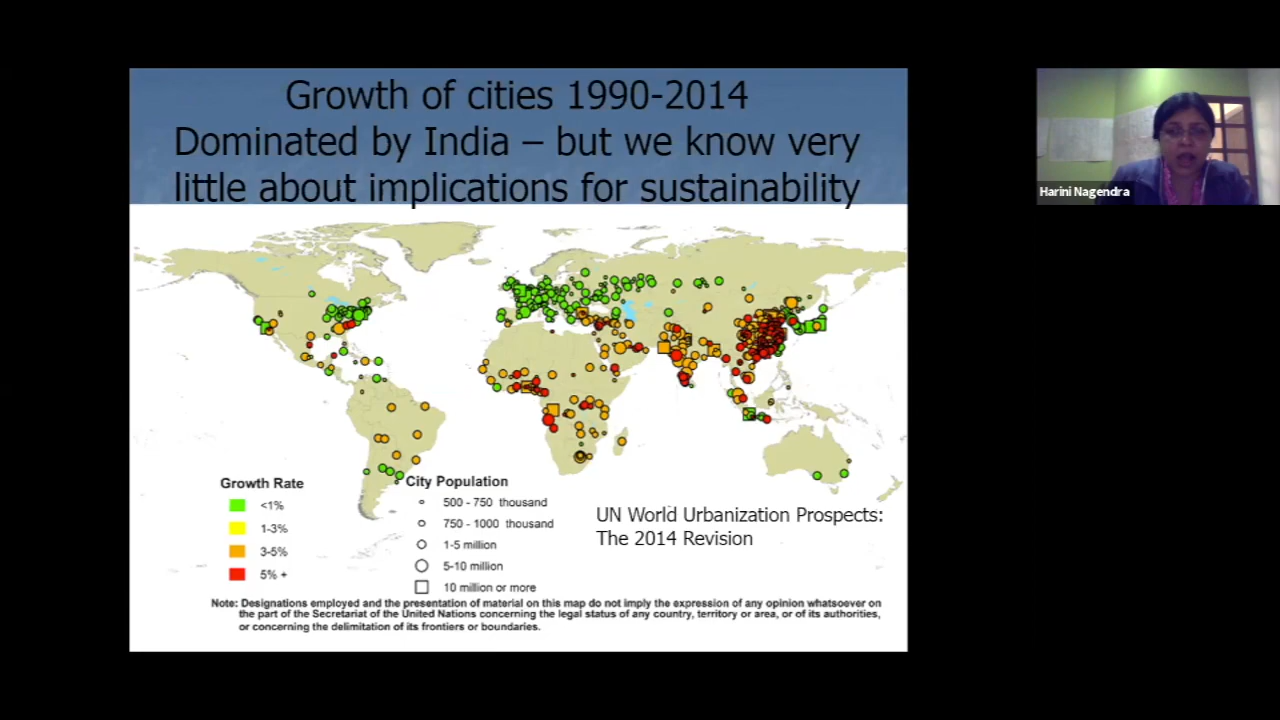 Growth of cities 1990-2014
Dominated by India – but we know very
little about implications for sustainability
Harini Nagendra
Growth Rate
<1%
1-3%
3-5%
5% +
City Population
500 - 750 thousand
750 - 1000 thousand
1-5 million
5-10 million
10 million or more
UN World Urbanization Prospects:
The 2014 Revision
Note: Designations employed and the presentation of material on this map do not imply the expression of any opinion whatsoever on
the part of the Secretariat of the United Nations concerning the legal status of any country, territory or area, or of its authorities,
or concerning the delimitation of its frontiers or boundaries.